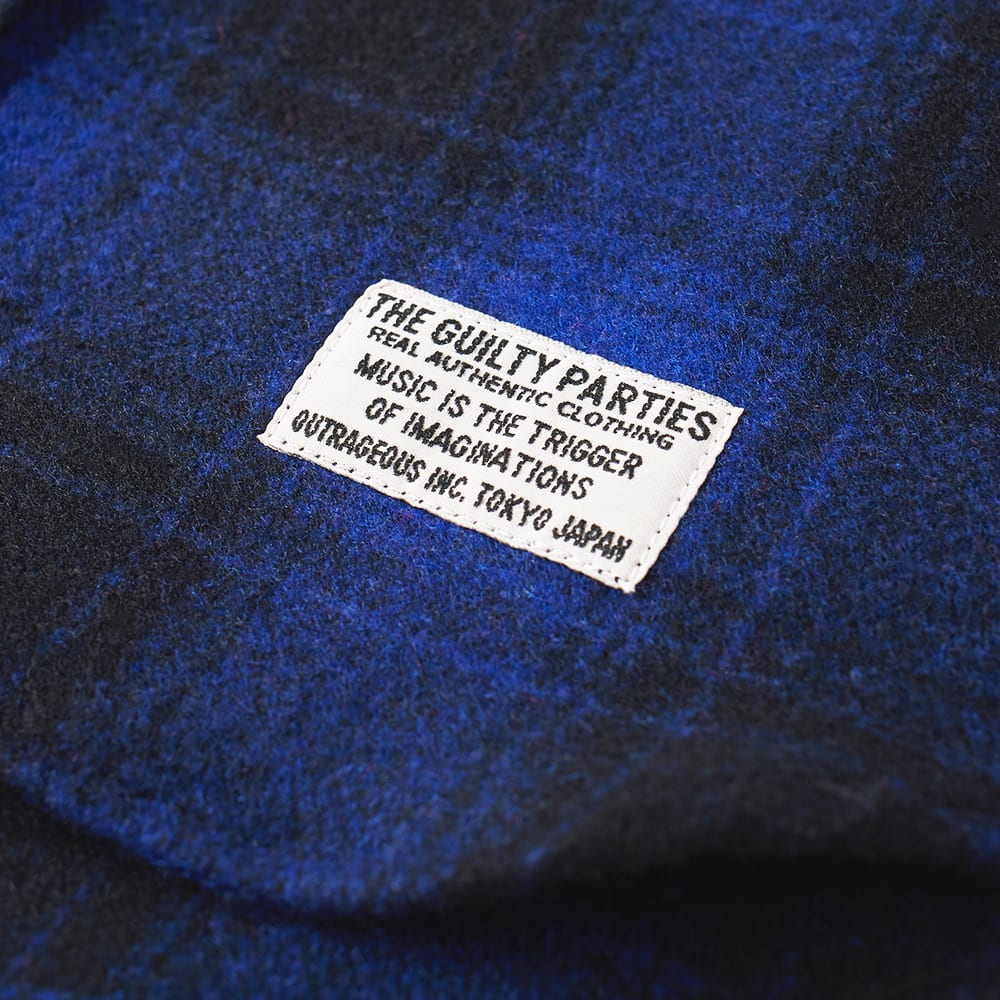 THE GUILTY PARTIES
REAL AUTHENTIC CLOTHING
MUSIC IS THE TRIGGER
OF IMAGINATIONS
OUTRAGEOUS INC. TOKYO JAPAN